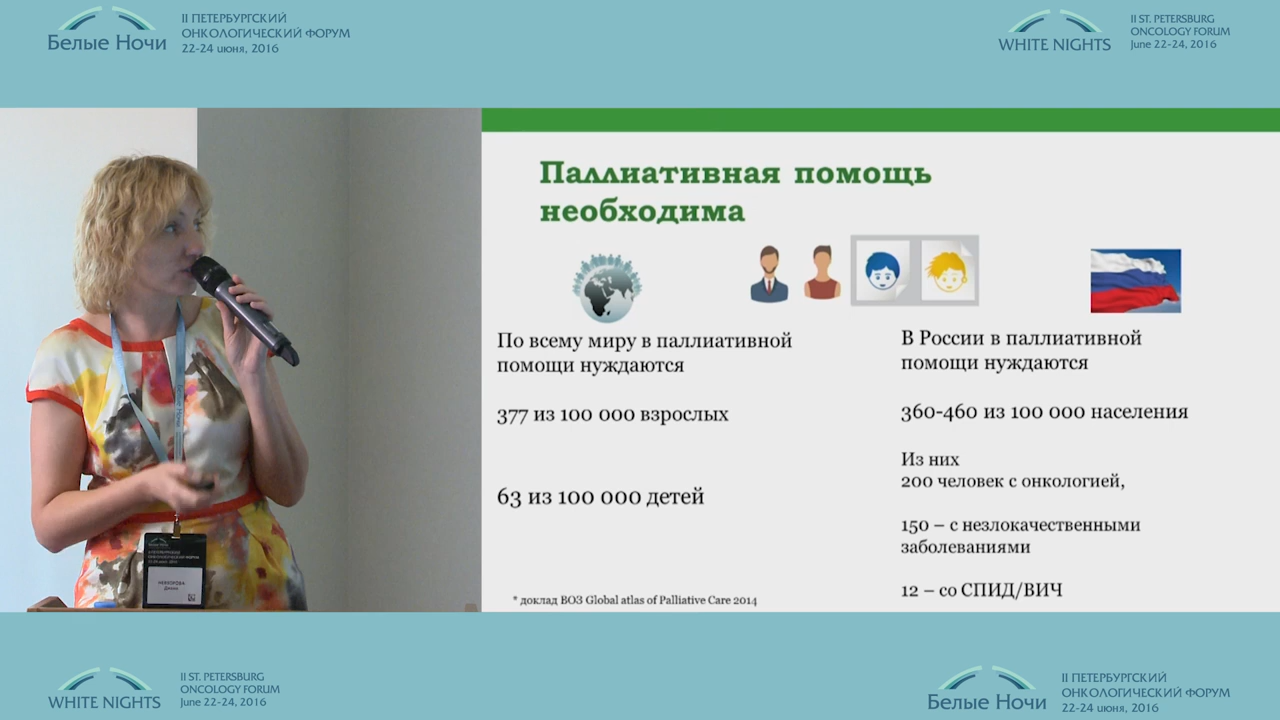 Белые Ночи
II ПЕТЕРБУРГСКИЙ
ОНКОЛОГИЧЕСКИЙ ФОРУМ
22-24 июня, 2016
WHITE NIGHTS
II ST. PETERSBURG
ONCOLOGY FORUM
June 22-24, 2016
Паллиативная помощь
необходима
По всему миру в паллиативной
помощи нуждаются
377 из 100 000 взрослых
63 из 100 000 детей
* доклад ВОЗ Global atlas of Palliative Care 2014
В России в паллиативной
помощи нуждаются
360-460 из 100 000 населения
Из них
200 человек с онкологией,
150 – с незлокачественными
заболеваниями
12 – со СПИД/ВИЧ
WHITE NIGHTS
II ST. PETERSBURG
ONCOLOGY FORUM
June 22-24, 2016
Белые Ночи
II ПЕТЕРБУРГСКИЙ
ОНКОЛОГИЧЕСКИЙ ФОРУМ
22-24 июня, 2016